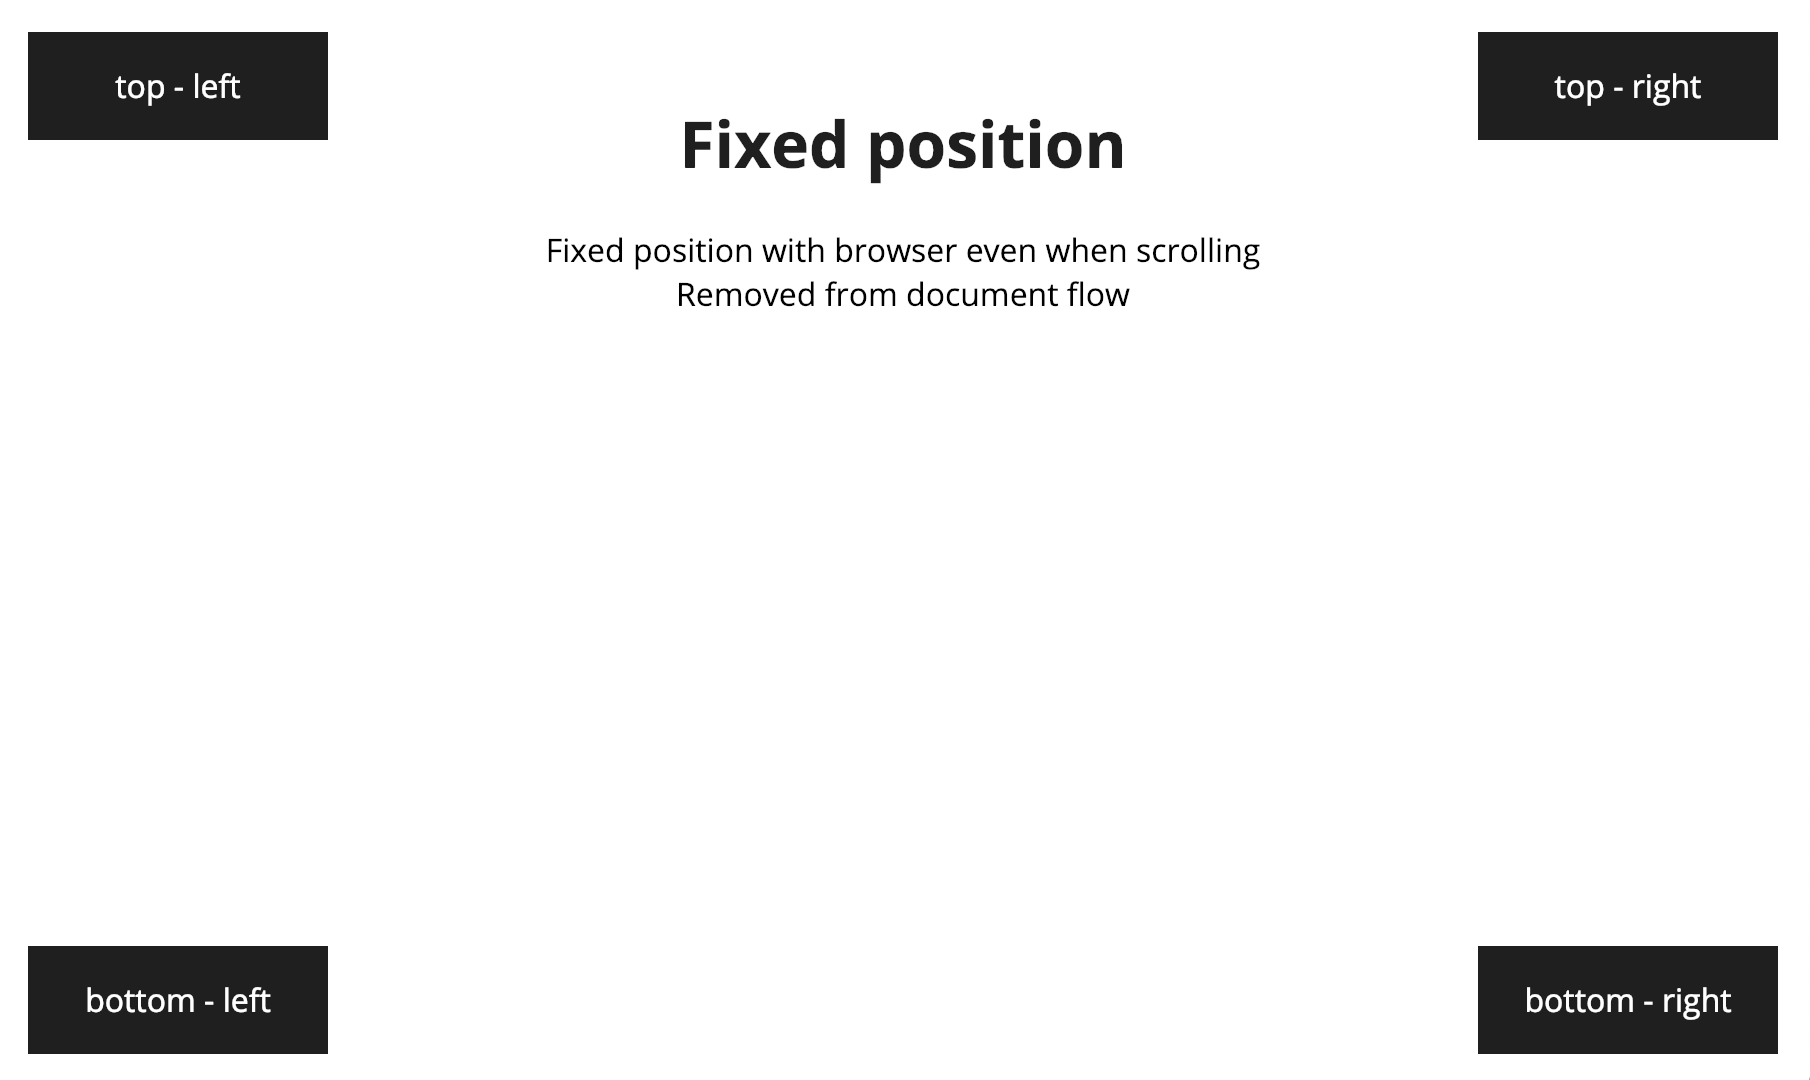 top - left
top - right
Fixed position
Fixed position with browser even when scrolling
Removed from document flow
bottom - left
bottom - right